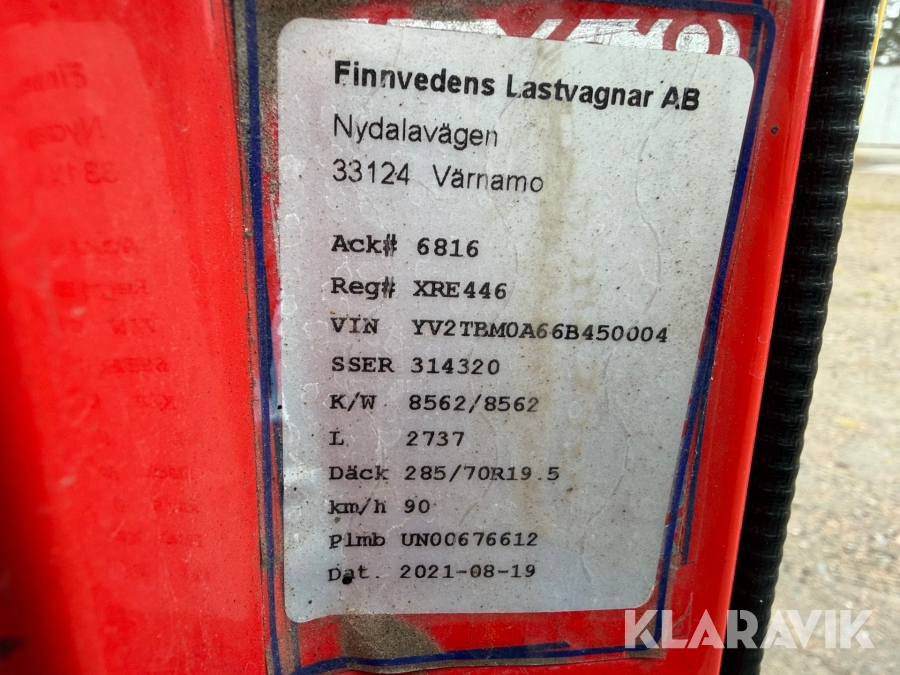 Finnvedens Lastvagnar AB
Nydalavägen
33124 Värnamo
Ack# 6816
Reg# XRE446
VIN YV2TBM0A66B450004
SSER 314320
K/W 8562/8562
L 2737
Däck 285/70R19.5
km/h 90
plmb UN00676612
Dat. 2021-08-19
KLARAVIK